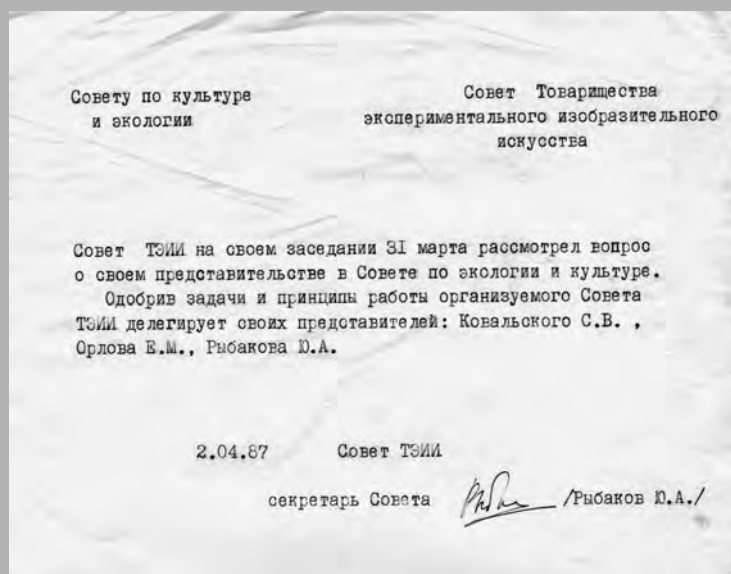 Совету по культуре
и экологии
Совет Товарищества
экспериментального изобразительного
искусства
Совет ТЭИИ на своем заседании 3I марта рассмотрел вопрос
о своем представительстве в Совете по экологии и культуре.
Одобрив задачи и принципы работы организуемого Совета
ТЭИИ делегирует своих представителей: Ковальского С.В. ,
Орлова Е.М., Рыбакова Ю.А.
2.04.87 Совет ТЭИИ
секретарь Совета /Рыбаков Ю.А./